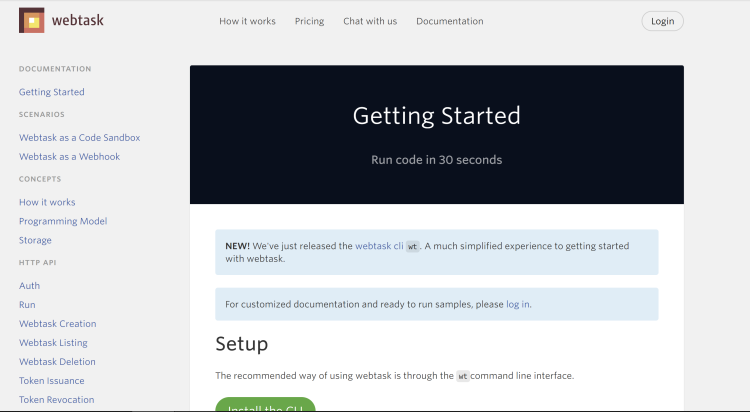 webtask
How it works
Pricing
Chat with us
Documentation
Login
DOCUMENTATION
Getting Started
SCENARIOS
Webtask as a Code Sandbox
Webtask as a Webhook
CONCEPTS
How it works
Programming Model
Storage
HTTP API
Auth
Run
Webtask Creation
Webtask Listing
Webtask Deletion
Token Issuance
Token Revocation
Getting Started
Run code in 30 seconds
NEW! We've just released the webtask cli wt. A much simplified experience to getting started
with webtask.
For customized documentation and ready to run samples, please log in.
Setup
The recommended way of using webtask is through the wt command line interface.
Install the CLI